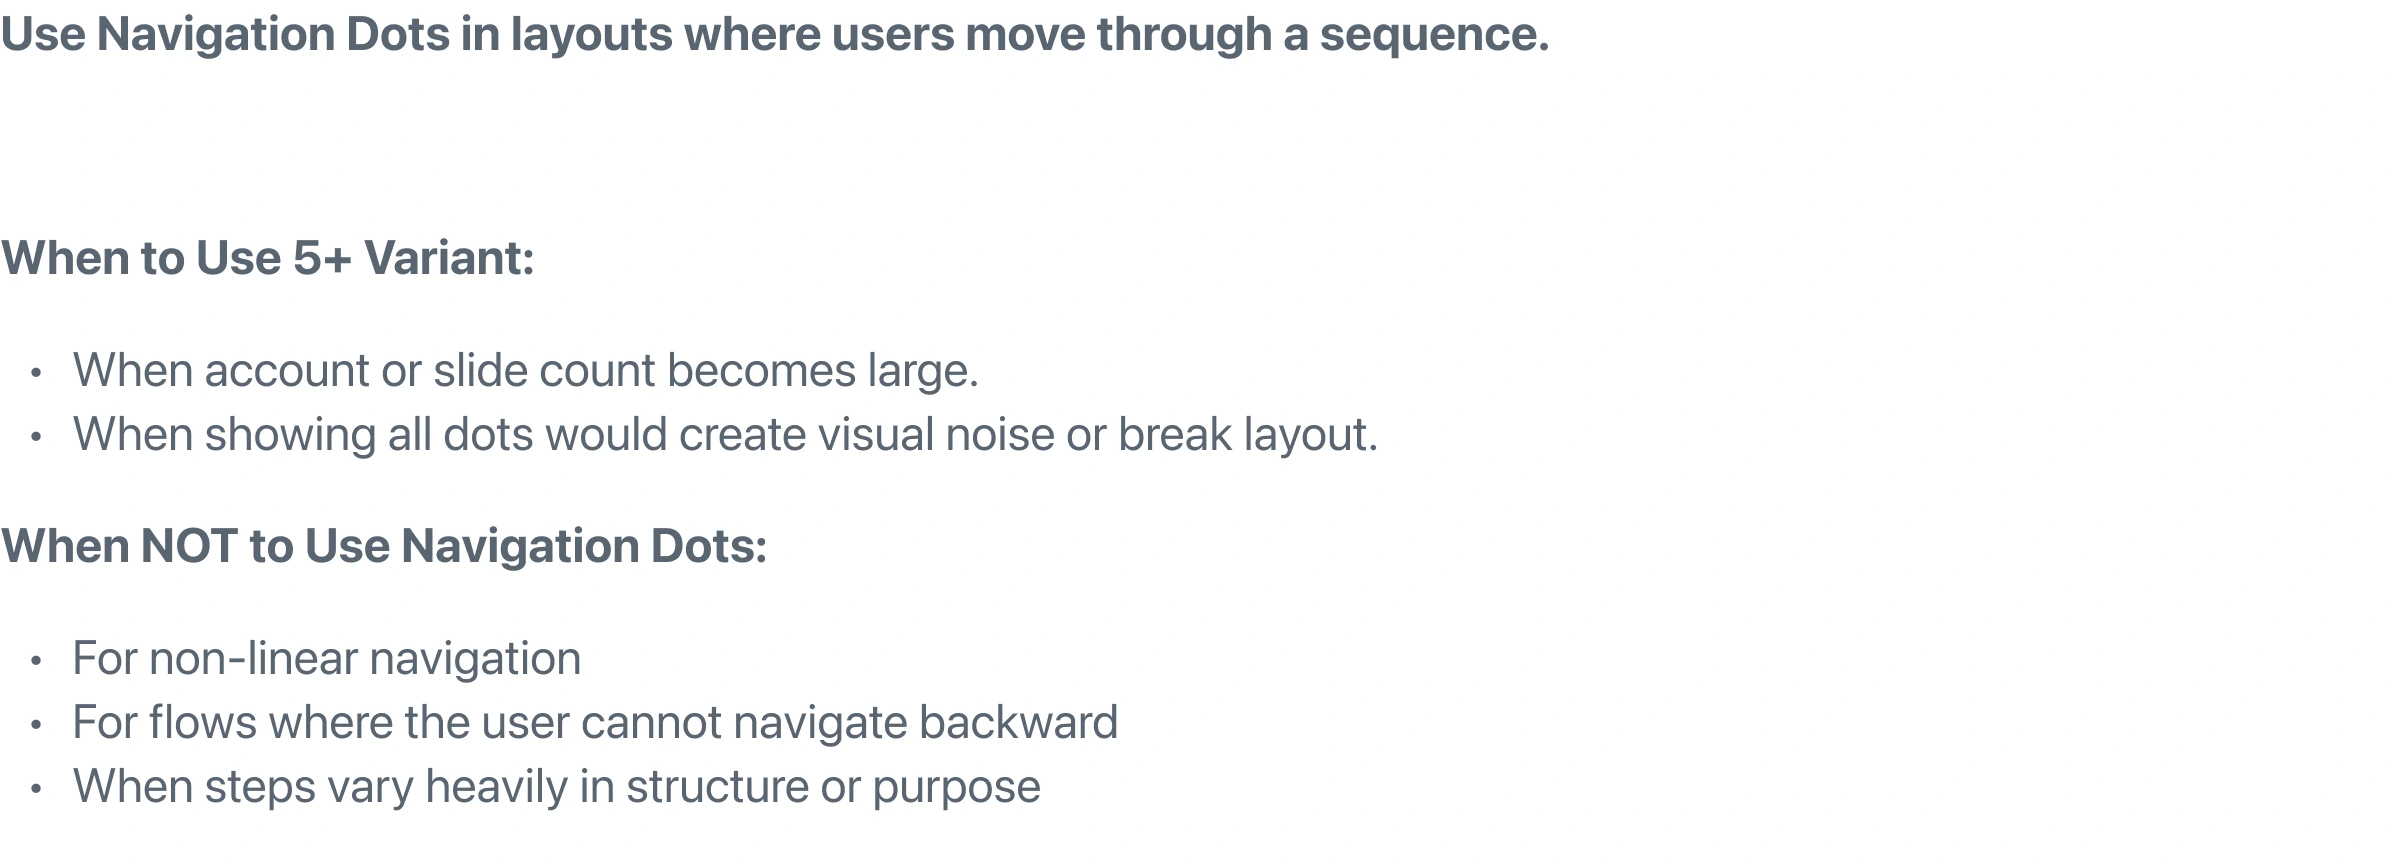 Use Navigation Dots in layouts where users move through a sequence.
When to Use 5+ Variant:
• When account or slide count becomes large.
• When showing all dots would create visual noise or break layout.
When NOT to Use Navigation Dots:
• For non-linear navigation
• For flows where the user cannot navigate backward
• When steps vary heavily in structure or purpose